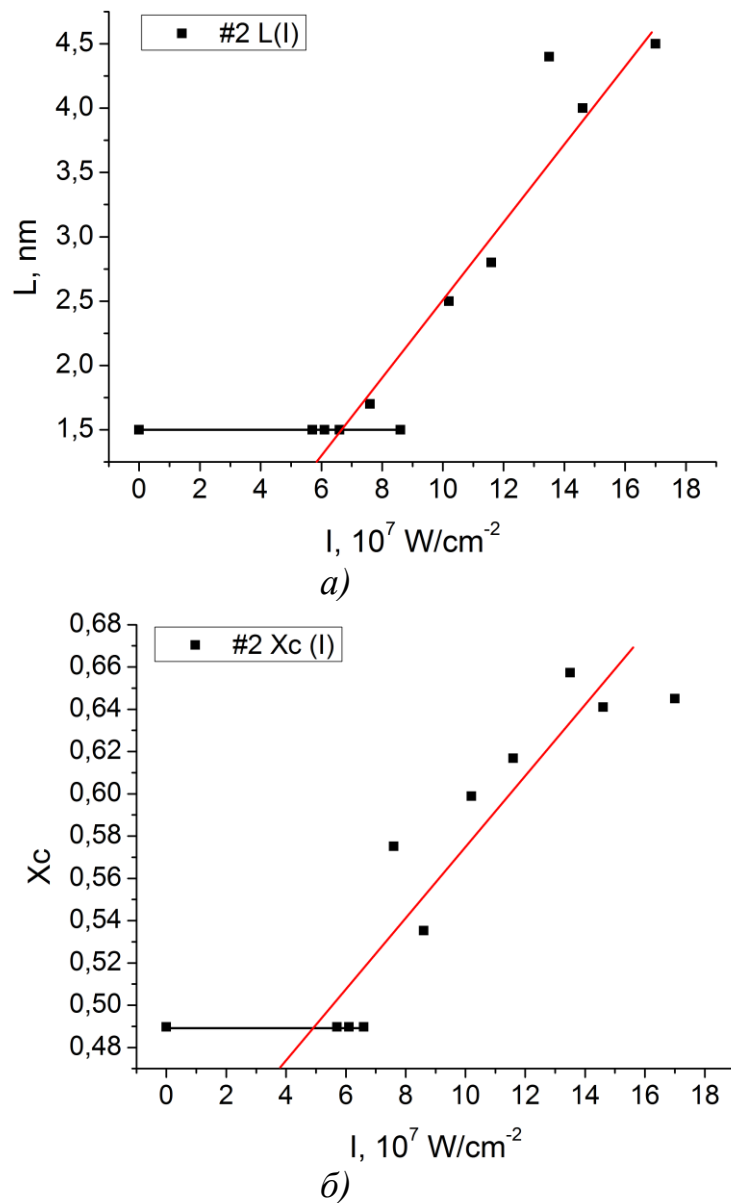 #2 L(I)
4,5
4,0
3,5
3,0
2,5
2,0
1,5
L, nm
0 2 4 6 8 10 12 14 16 18
I, 10⁷ W/cm⁻²
а)
0,68
#2 Xc (I)
0,66
0,64
0,62
0,60
0,58
0,56
0,54
0,52
0,50
0,48
Xc
0 2 4 6 8 10 12 14 16 18
I, 10⁷ W/cm⁻²
б)